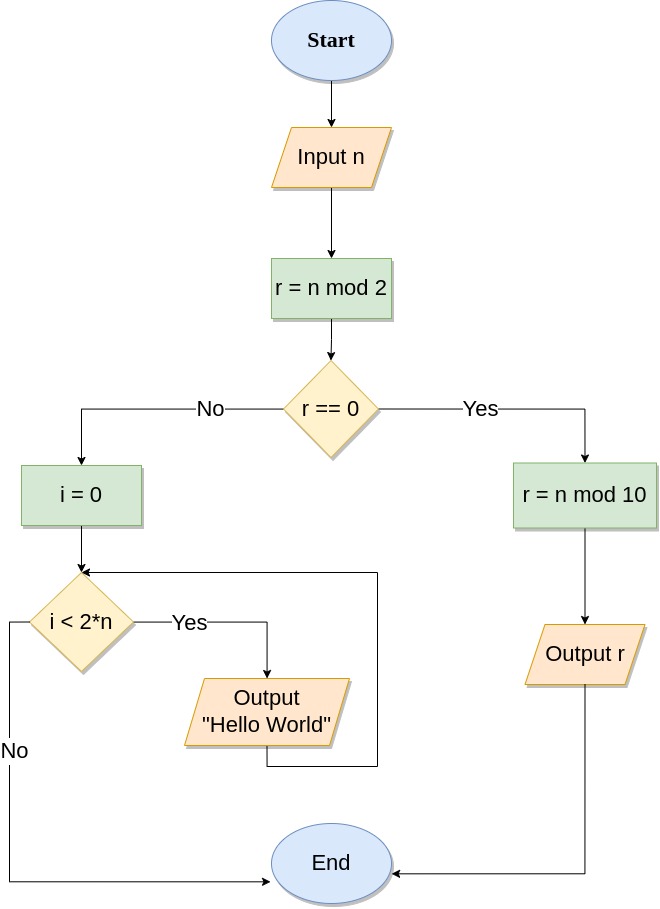 Start
Input n
r = n mod 2
r == 0
No
Yes
i = 0
r = n mod 10
i < 2*n
Yes
Output r
Output
"Hello World"
No
End